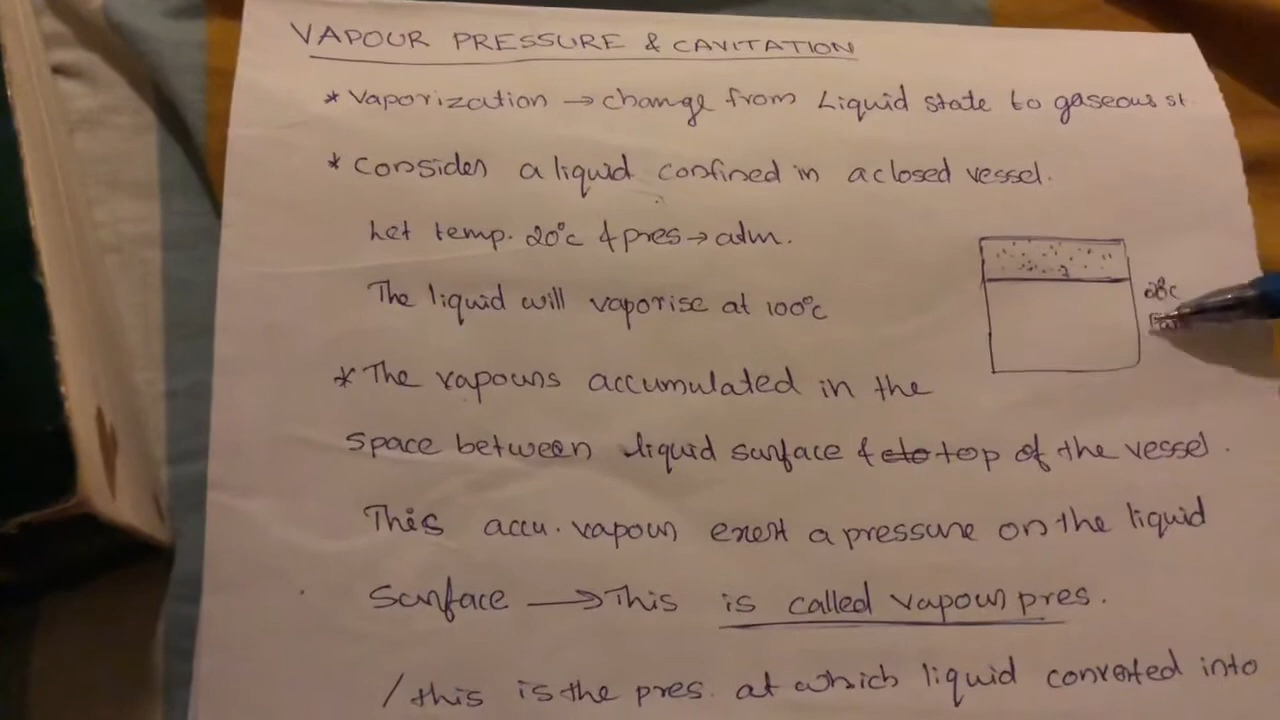 VAPOUR PRESSURE & CAVITATION
* Vaporization → change from Liquid state to gaseous st
* Consider a liquid confined in a closed vessel.
Let temp. 20°c & pres → atm.
The liquid will vaporise at 100°c
20°c
* The vapours accumulated in the
space between liquid surface & top of the vessel.
This accu. vapour exert a pressure on the liquid
Surface → This is called vapour pres.
/ this is the pres. at which liquid converted into